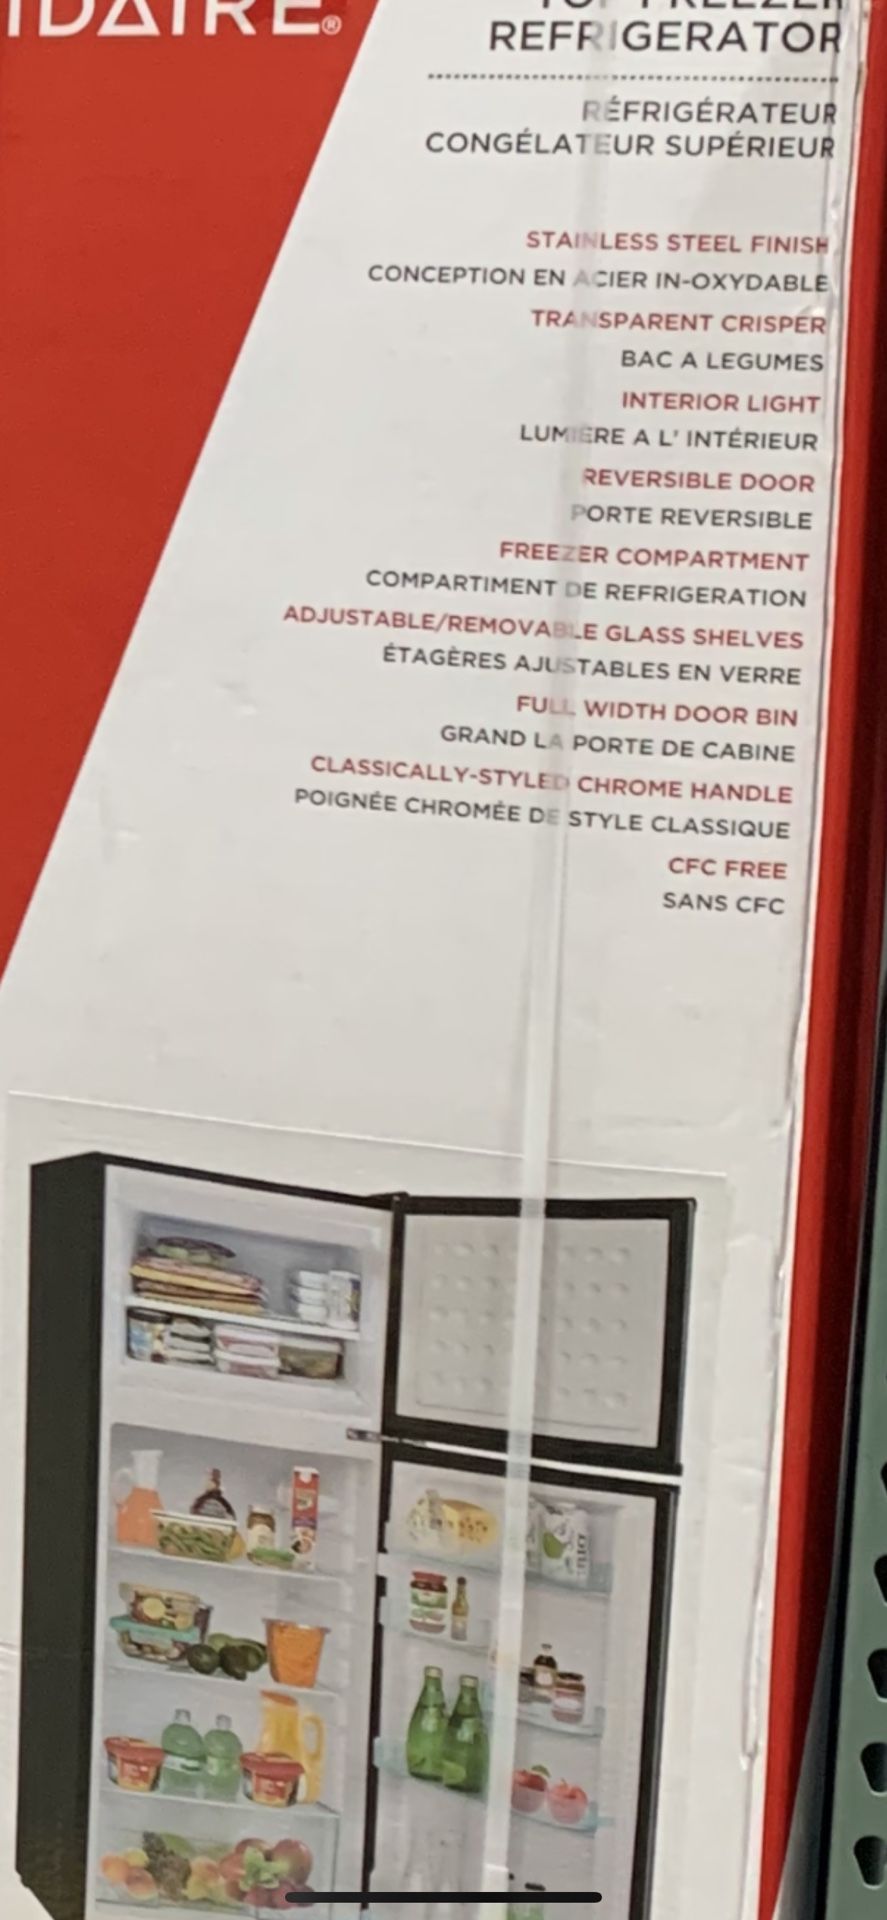 REFRIGERATOR
RÉFRIGÉRATEUR
CONGÉLATEUR SUPÉRIEUR
STAINLESS STEEL FINISH
CONCEPTION EN ACIER IN-OXYDABLE
TRANSPARENT CRISPER
BAC A LEGUMES
INTERIOR LIGHT
LUMIERE A L' INTÉRIEUR
REVERSIBLE DOOR
PORTE REVERSIBLE
FREEZER COMPARTMENT
COMPARTIMENT DE REFRIGERATION
ADJUSTABLE/REMOVABLE GLASS SHELVES
ÉTAGÈRES AJUSTABLES EN VERRE
FULL WIDTH DOOR BIN
GRAND LA PORTE DE CABINE
CLASSICALLY-STYLED CHROME HANDLE
POIGNÉE CHROMÉE DE STYLE CLASSIQUE
CFC FREE
SANS CFC